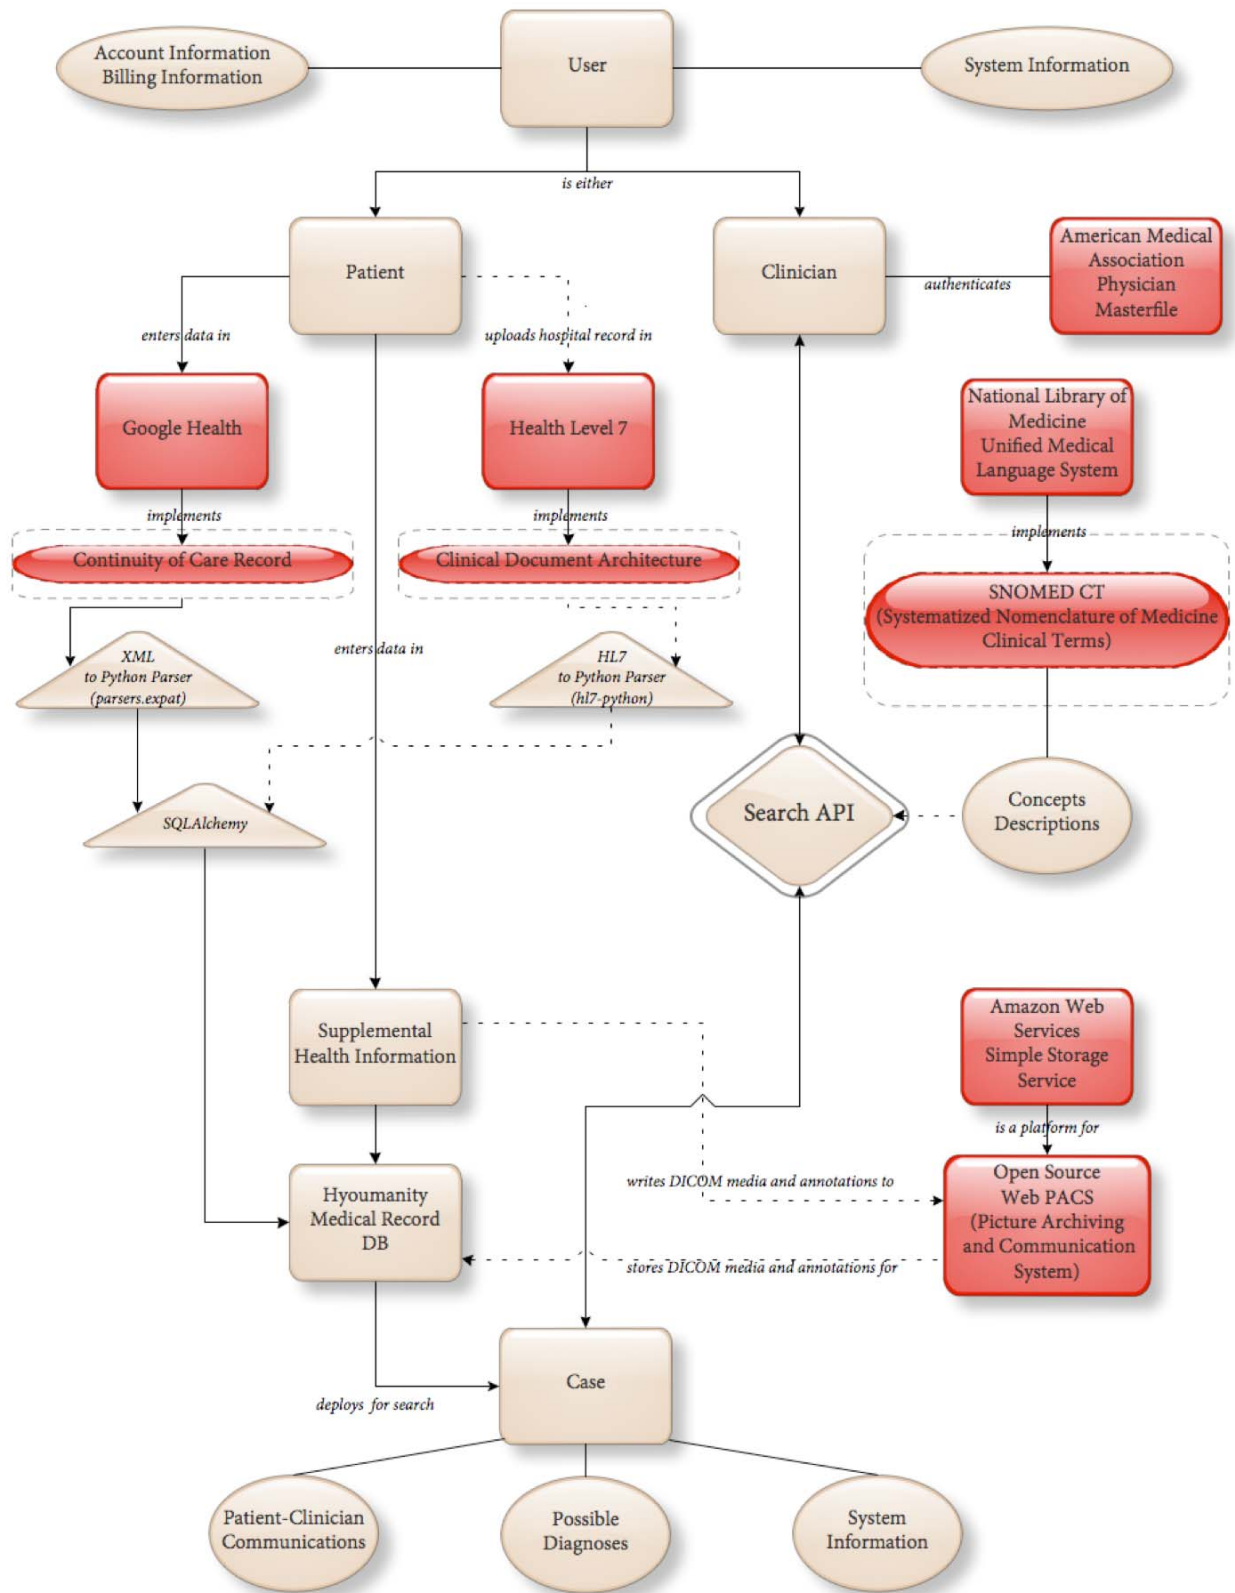 Account Information
Billing Information
User
System Information
is either
Patient
Clinician
authenticates
American Medical
Association
Physician
Masterfile
enters data in
uploads hospital record in
Google Health
Health Level 7
National Library of
Medicine
Unified Medical
Language System
implements
implements
implements
Continuity of Care Record
Clinical Document Architecture
SNOMED CT
(Systematized Nomenclature of Medicine
Clinical Terms)
XML
to Python Parser
(parsers.expat)
enters data in
HL7
to Python Parser
(hl7-python)
SQLAlchemy
Search API
Concepts
Descriptions
Supplemental
Health Information
Amazon Web
Services
Simple Storage
Service
is a platform for
Hyoumanity
Medical Record
DB
writes DICOM media and annotations to
Open Source
Web PACS
(Picture Archiving
and Communication
System)
stores DICOM media and annotations for
deploys for search
Case
Patient-Clinician
Communications
Possible
Diagnoses
System
Information